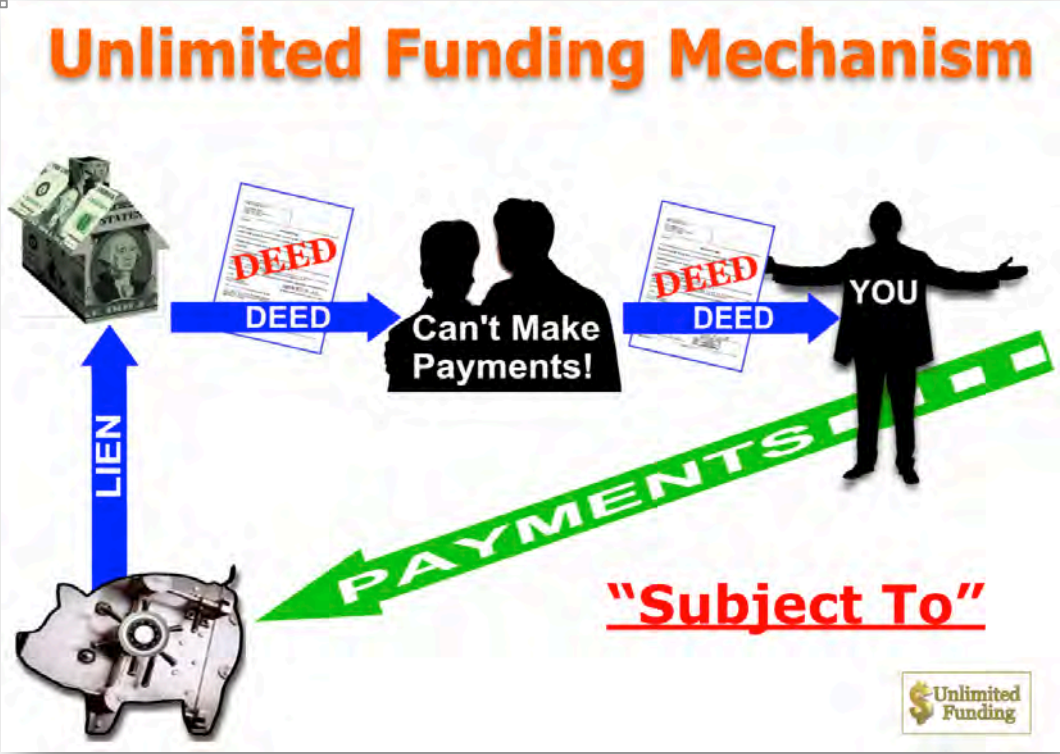 Unlimited Funding Mechanism
DEED
DEED
DEED
DEED
Can't Make
Payments!
YOU
LIEN
PAYMENTS
“Subject To”
$ Unlimited
Funding